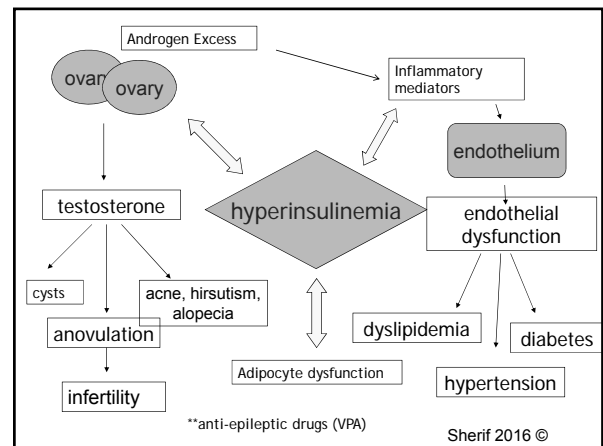 Androgen Excess
ovary
ovary
Inflammatory
mediators
endothelium
testosterone
hyperinsulinemia
endothelial
dysfunction
cysts
acne, hirsutism,
alopecia
anovulation
dyslipidemia
diabetes
infertility
Adipocyte dysfunction
hypertension
**anti-epileptic drugs (VPA)
Sherif 2016 ©